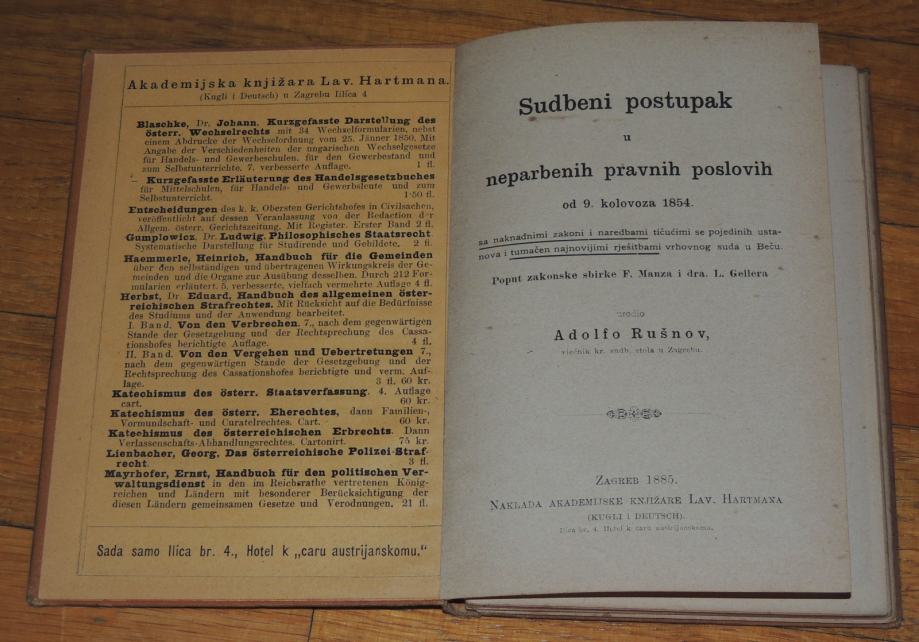 Akademijska knjižara Lav. Hartmana.
(Kugli i Deutsch) u Zagrebu Ilica 4
Blaschke, Dr. Johann, Kurzgefasste Darstellung des
österr. Wechselrechts mit 34 Wechselformularien, nebst
einem Abdrucke der Wechselordnung vom 25. Jänner 1850. Mit
Angabe der Verschiedenheiten der ungarischen Wechselgesetze
für Handels- und Gewerbeschulen, für den Gewerbestand und
zum Selbstunterrichte. 7. verbesserte Auflage. 1 fl.
— Kurzgefasste Erläuterung des Handelsgesetzbuches
für Mittelschulen, für Handels- und Gewerbsleute und zum
Selbstunterricht. 1·50 fl.
Entscheidungen des k. k. Obersten Gerichtshofes in Civilsachen,
veröffentlicht auf dessen Veranlassung von der Redaction der
Allgem. österr. Gerichtszeitung. Mit Register. Erster Band 2 fl.
Gumplowicz, Dr. Ludwig, Philosophisches Staatsrecht
Systematische Darstellung für Studirende und Gebildete. 2 fl.
Haemmerle, Heinrich, Handbuch für die Gemeinden
über den selbständigen und übertragenen Wirkungskreis der Ge-
meinden und die Organe zur Ausübung desselben. Durch 212 For-
mularien erläutert. 5. verbesserte, vielfach vermehrte Auflage 4 fl.
Herbst, Dr Eduard, Handbuch des allgemeinen öster-
reichischen Strafrechtes. Mit Rücksicht auf die Bedürfnisse
des Studiums und der Anwendung bearbeitet.
I. Band. Von den Verbrechen. 7., nach dem gegenwärtigen
Stande der Gesetzgebung und der Rechtsprechung des Cassa-
tionshofes berichtigte Auflage. 4 fl.
II. Band. Von den Vergehen und Uebertretungen 7.,
nach dem gegenwärtigen Stande der Gesetzgebung und der
Rechtsprechung des Cassationshofes berichtigte und verm. Auf-
lage. 3 fl. 60 kr.
Katechismus des österr. Staatsverfassung. 4. Auflage
cart. 60 kr.
Katechismus des österr. Eherechtes, dann Familien-,
Vormundschaft- und Curatelrechtes. Cart. 60 kr.
Katechismus des österreichischen Erbrechts. Dann
Verlassenschafts-Abhandlungsrechtes. Cartonirt. 75 kr.
Lienbacher, Georg, Das österreichische Polizei-Straf-
recht. 3 fl.
Mayrhofer, Ernst, Handbuch für den politischen Ver-
waltungsdienst in den im Reichsrathe vertretenen König-
reichen und Ländern mit besonderer Berücksichtigung der
diesen Ländern gemeinsamen Gesetze und Verodnungen. 21 fl.
Sada samo Ilica br. 4., Hotel k „caru austrijanskomu."
Sudbeni postupak
u
neparbenih pravnih poslovih
od 9. kolovoza 1854.
sa naknadnimi zakoni i naredbami tičućimi se pojedinih usta-
nova i tumačen najnovijimi rješitbami vrhovnog suda u Beču.
Poput zakonske sbirke F. Manza i dra. L. Gellera
uredio
Adolfo Rušnov,
viećnik kr. sudb. stola u Zagrebu.
Zagreb 1885.
Naklada akademijske knjižare Lav. Hartmana
(Kugli i Deutsch).
Ilica br. 4. Hotel k caru austrijanskomu.